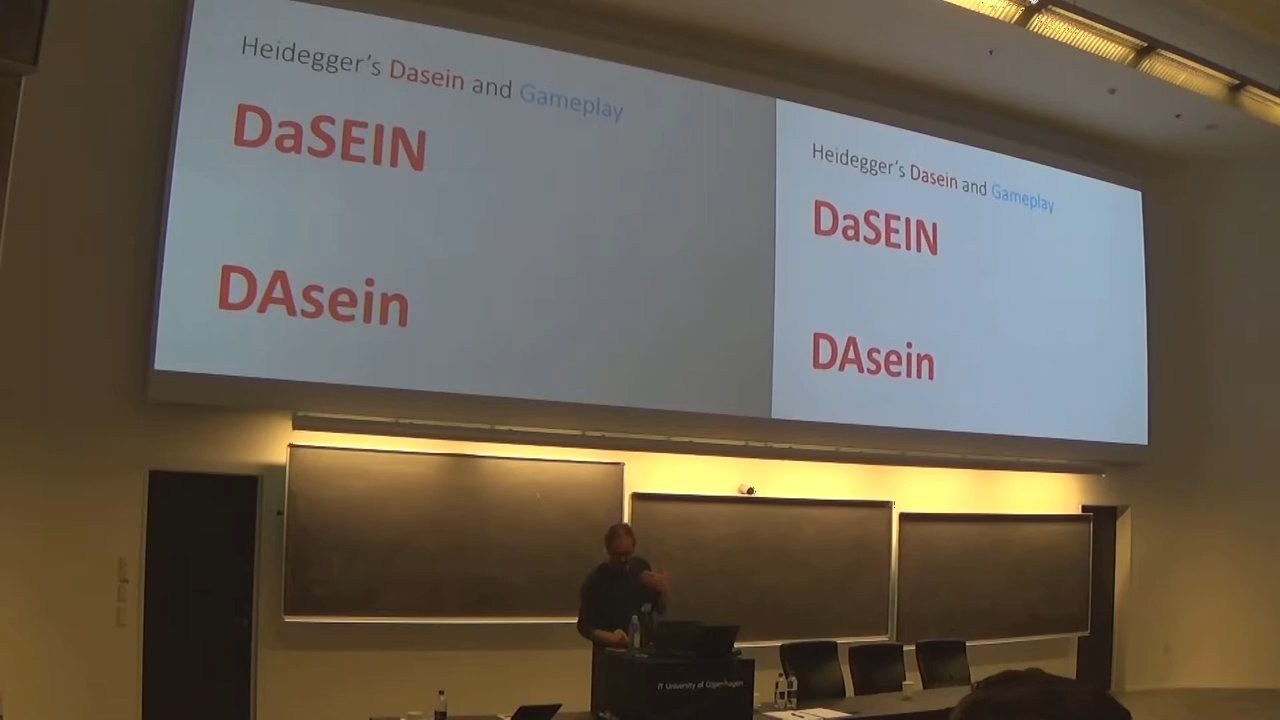 Heidegger's Dasein and Gameplay
DaSEIN
DAsein
Heidegger's Dasein and Gameplay
DaSEIN
DAsein
IT University of Copenhagen